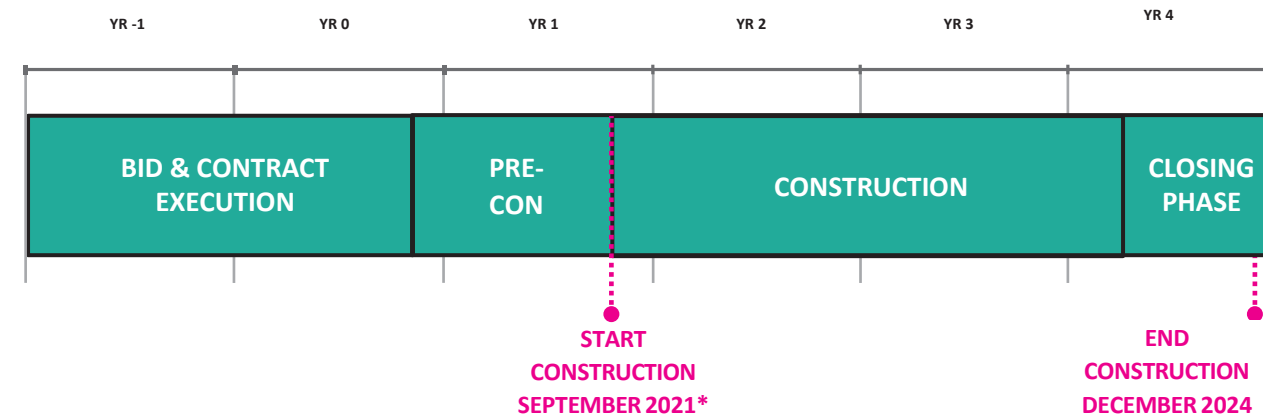 YR -1 YR 0 YR 1 YR 2 YR 3 YR 4
BID & CONTRACT
EXECUTION
PRE-
CON
CONSTRUCTION
CLOSING
PHASE
START
CONSTRUCTION
SEPTEMBER 2021*
END
CONSTRUCTION
DECEMBER 2024